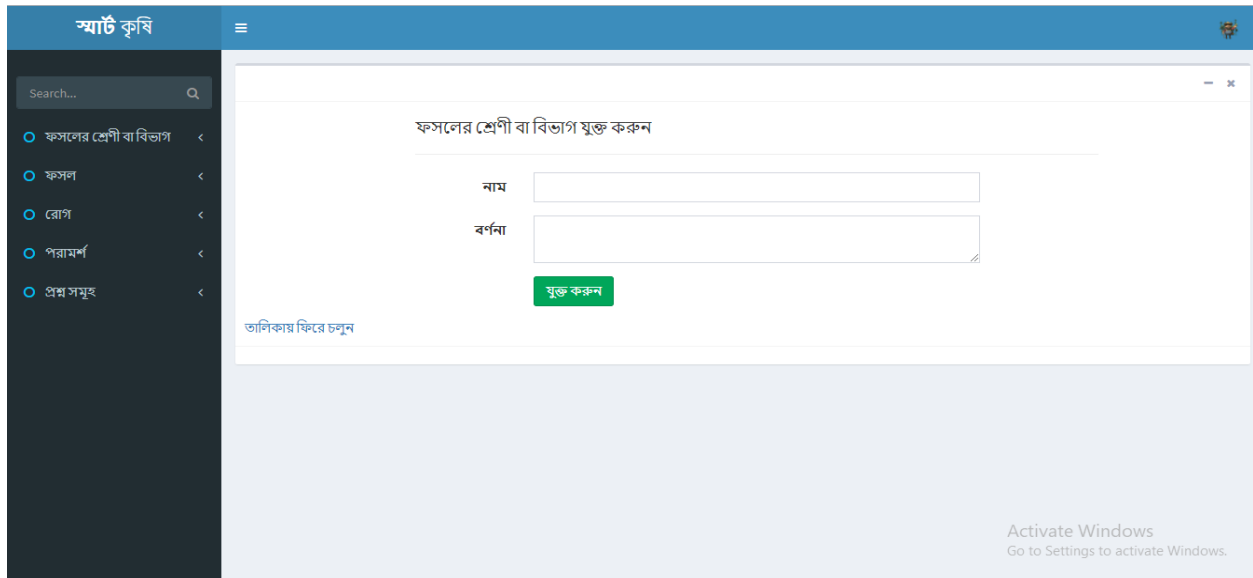 স্মার্ট কৃষি
Search...
ফসলের শ্রেণী বা বিভাগ
ফসল
রোগ
পরামর্শ
প্রশ্ন সমূহ
ফসলের শ্রেণী বা বিভাগ যুক্ত করুন
নাম
বর্ণনা
যুক্ত করুন
তালিকায় ফিরে চলুন
Activate Windows
Go to Settings to activate Windows.